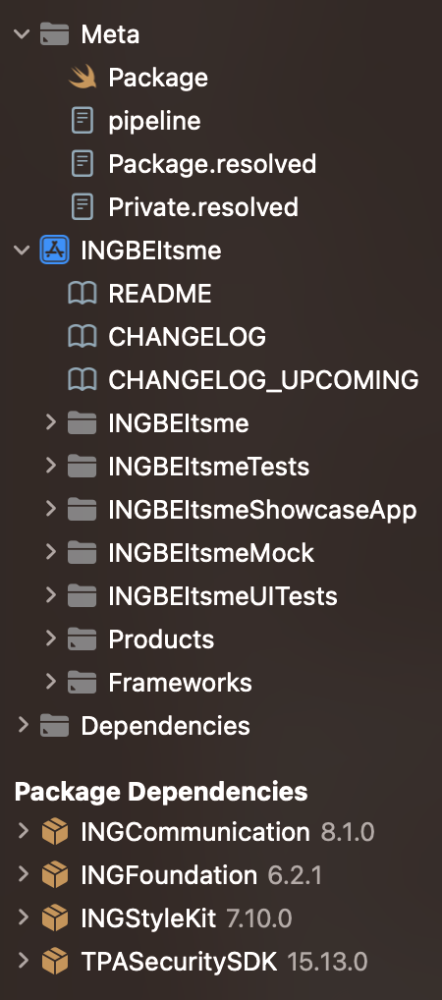 Meta
Package
pipeline
Package.resolved
Private.resolved
INGBEItsme
README
CHANGELOG
CHANGELOG_UPCOMING
INGBEItsme
INGBEItsmeTests
INGBEItsmeShowcaseApp
INGBEItsmeMock
INGBEItsmeUITests
Products
Frameworks
Dependencies
Package Dependencies
INGCommunication 8.1.0
INGFoundation 6.2.1
INGStyleKit 7.10.0
TPASecuritySDK 15.13.0